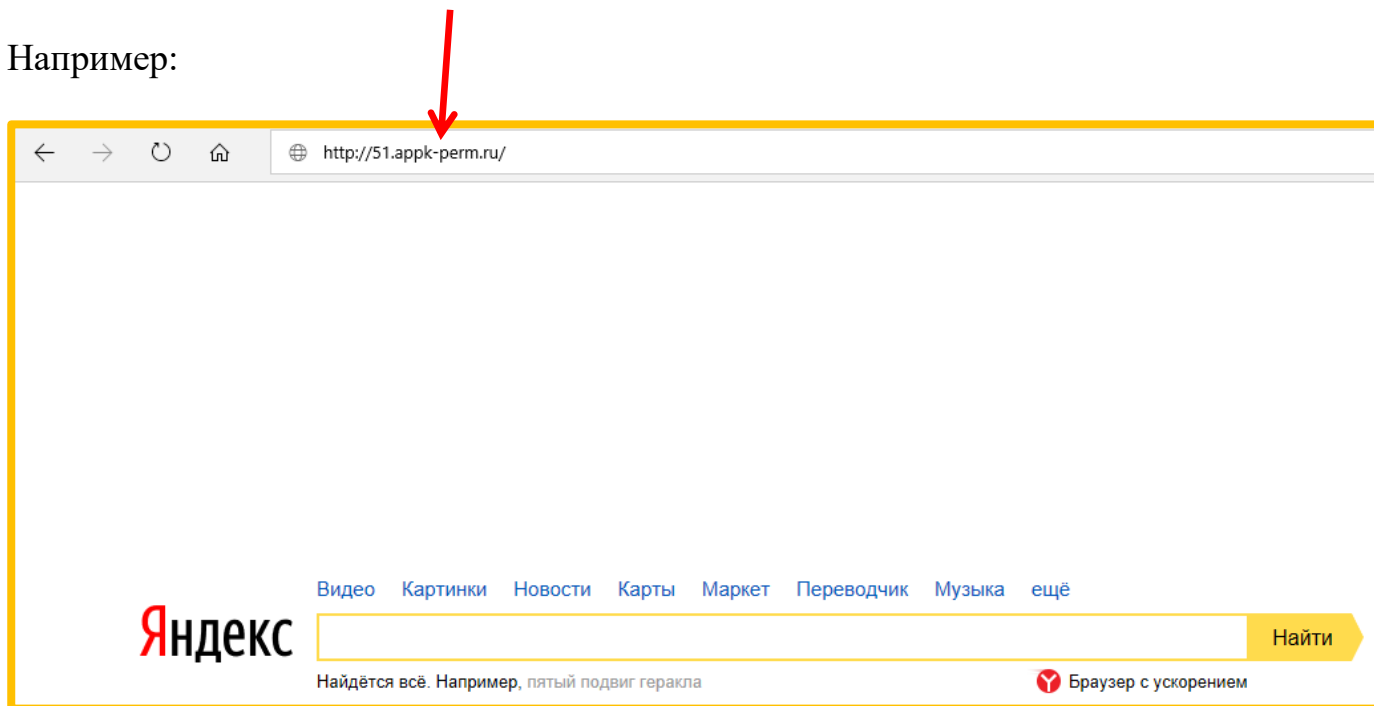 Например:
http://51.appk-perm.ru/
Видео Картинки Новости Карты Маркет Переводчик Музыка ещё
Яндекс
Найти
Найдётся всё. Например, пятый подвиг геракла
Браузер с ускорением